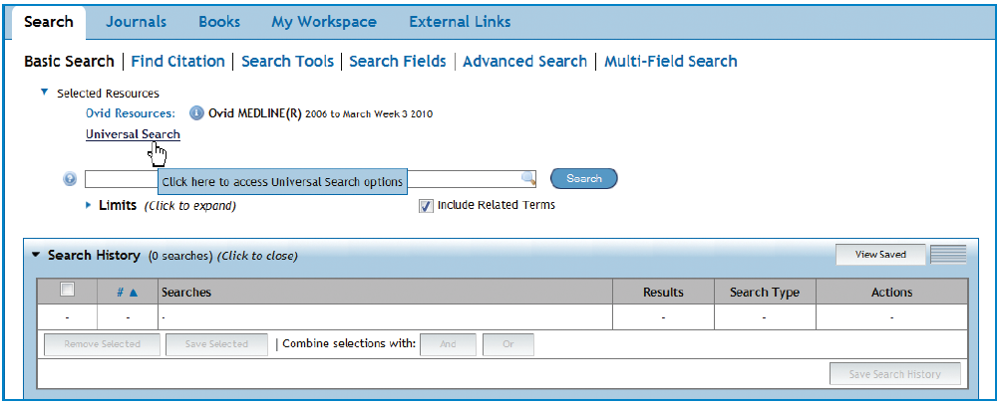 Search Journals Books My Workspace External Links
Basic Search | Find Citation | Search Tools | Search Fields | Advanced Search | Multi-Field Search
Selected Resources
Ovid Resources: Ovid MEDLINE(R) 2006 to March Week 3 2010
Universal Search
Click here to access Universal Search options Search
Limits (Click to expand) Include Related Terms
Search History (0 searches) (Click to close) View Saved
# Searches Results Search Type Actions
- - - - - -
Remove Selected Save Selected | Combine selections with: And Or
Save Search History